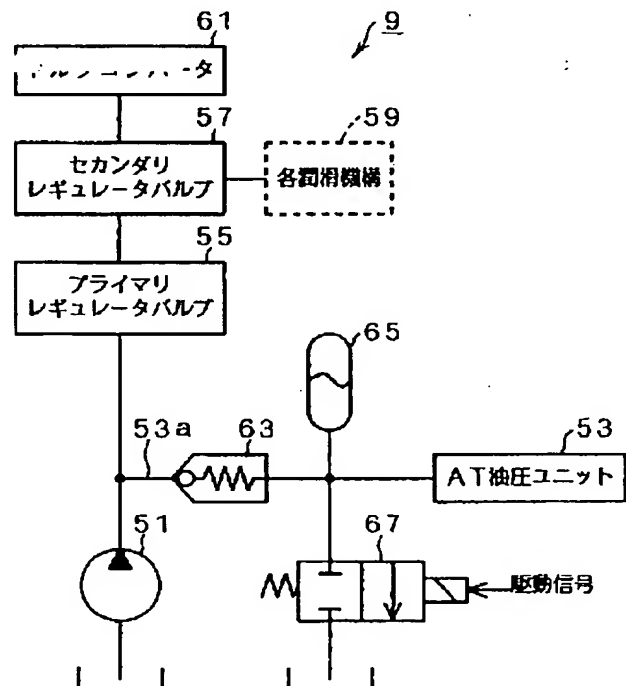 61
9
57
セカンダリ
レギュレータバルブ
59
各潤滑機構
55
プライマリ
レギュレータバルブ
65
53a
63
53
AT油圧ユニット
51
67
駆動信号